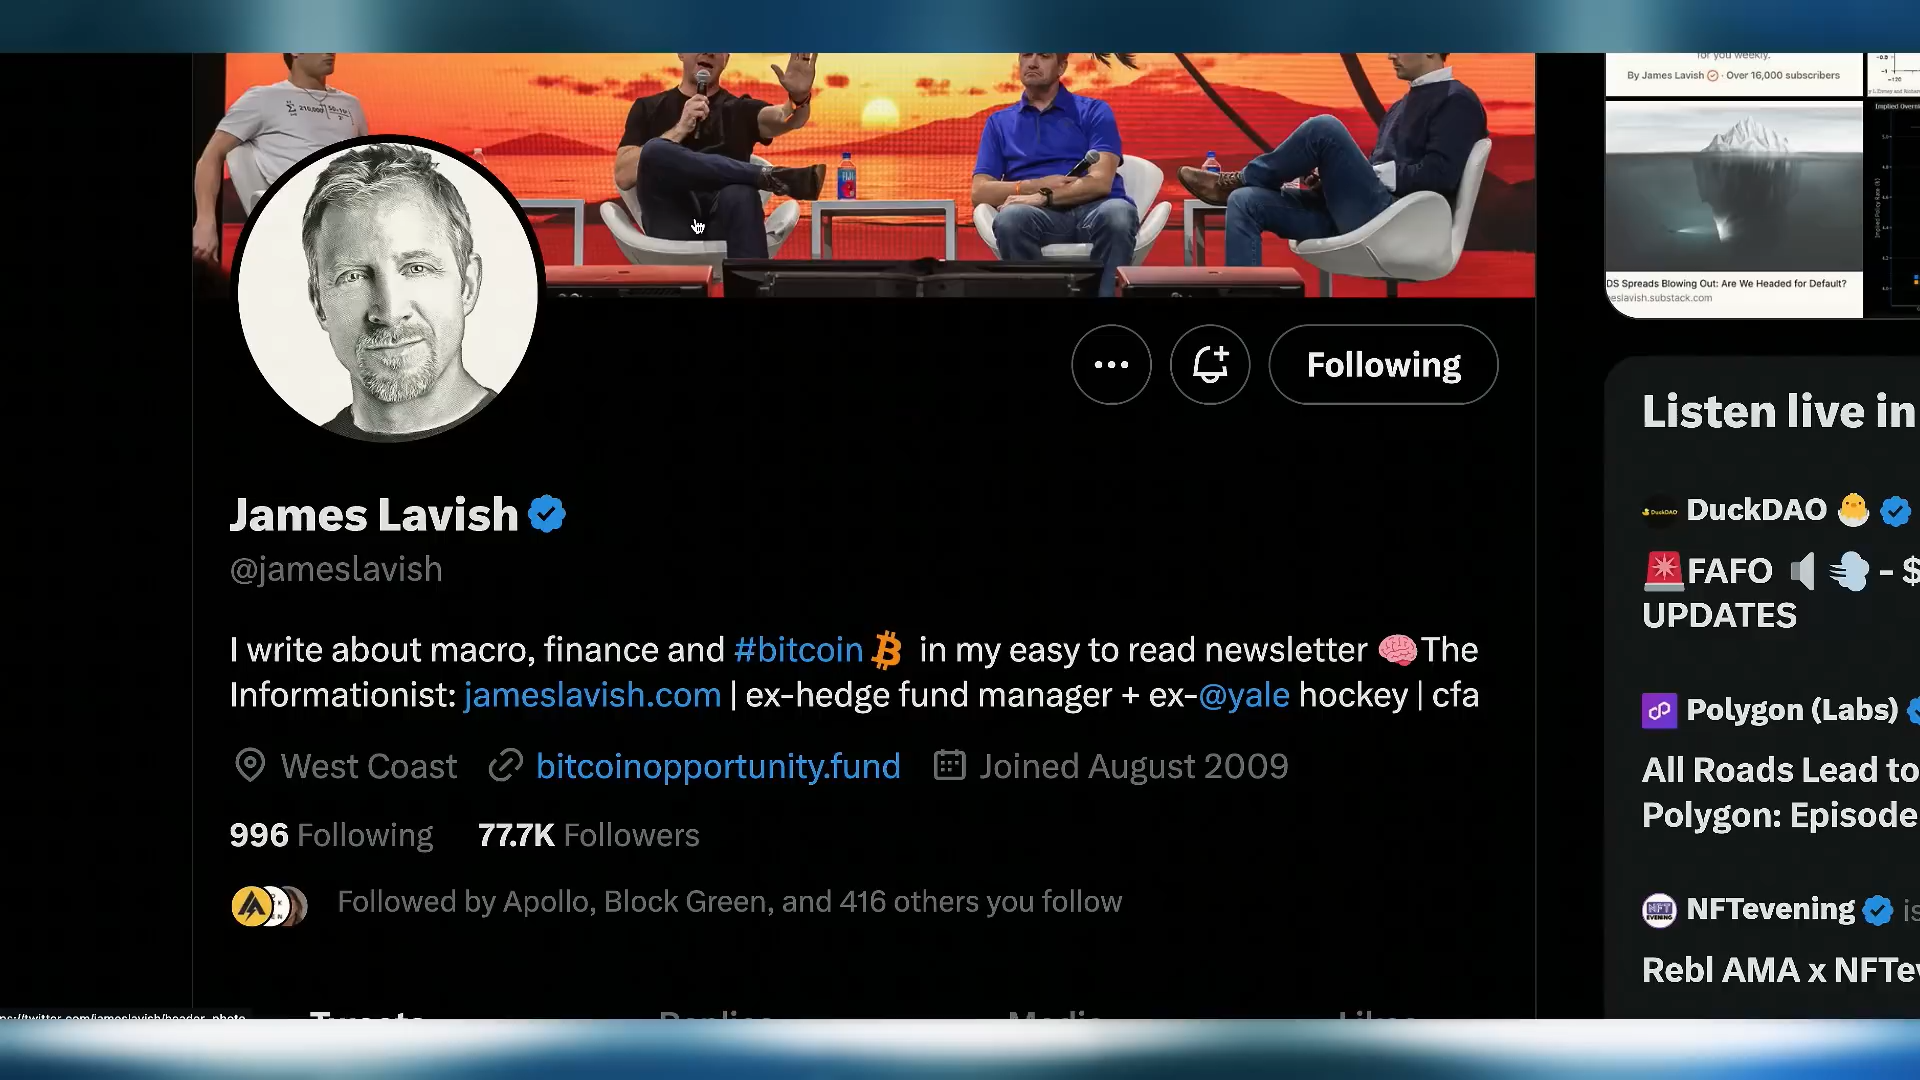 for you weekly.
By James Lavish · Over 16,000 subscribers
DS Spreads Blowing Out: Are We Headed for Default?
eslavish.substack.com
Following
James Lavish
@jameslavish
I write about macro, finance and #bitcoin in my easy to read newsletter 🧠The
Informationist: jameslavish.com | ex-hedge fund manager + ex-@yale hockey | cfa
West Coast bitcoinopportunity.fund Joined August 2009
996 Following 77.7K Followers
Followed by Apollo, Block Green, and 416 others you follow
Tweets Replies Media Likes
Listen live in
DuckDAO 🐣
🚨FAFO 🔈💨 - $
UPDATES
Polygon (Labs)
All Roads Lead to
Polygon: Episode
NFTevening is
Rebl AMA x NFTev
ps://twitter.com/jameslavish/header_photo